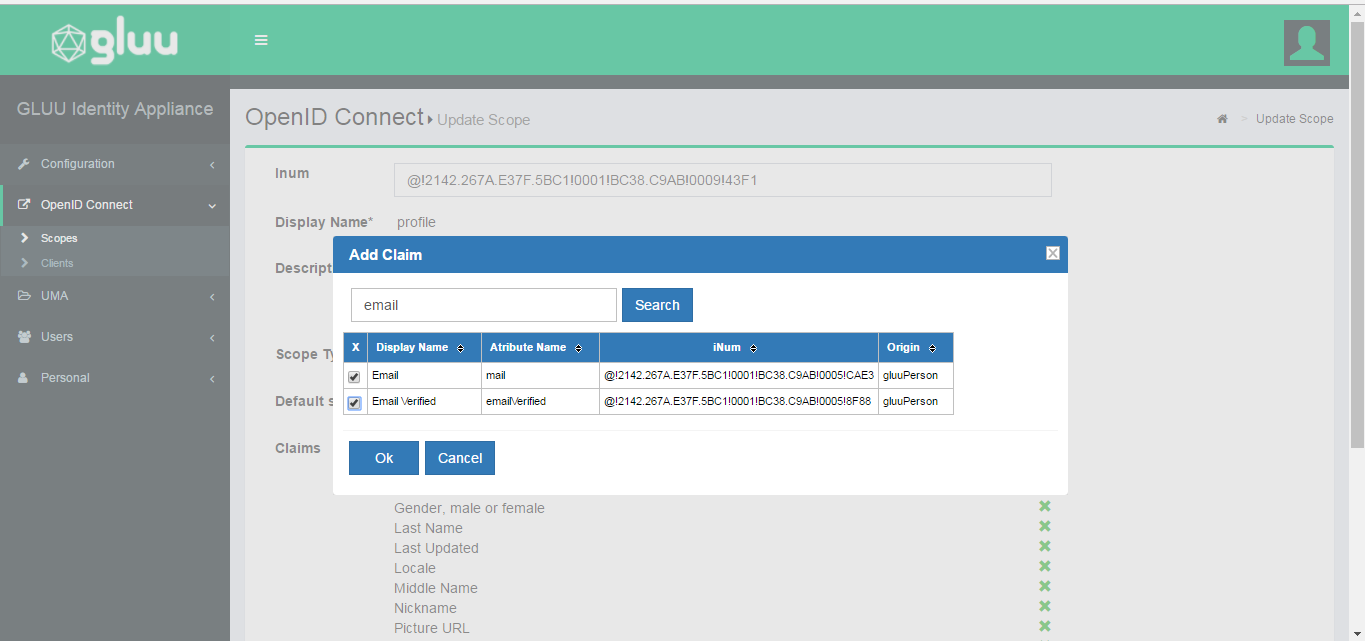 gluu
GLUU Identity Appliance
Configuration
OpenID Connect
Scopes
Clients
UMA
Users
Personal
OpenID Connect Update Scope
> Update Scope
Inum @!2142.267A.E37F.5BC1!0001!BC38.C9AB!0009!43F1
Display Name* profile
Descript
Scope Ty
Default s
Claims
Add Claim
email Search
X Display Name Atribute Name iNum Origin
Email mail @!2142.267A.E37F.5BC1!0001!BC38.C9AB!0005!CAE3 gluuPerson
Email Verified emailVerified @!2142.267A.E37F.5BC1!0001!BC38.C9AB!0005!8F88 gluuPerson
Ok Cancel
Gender, male or female
Last Name
Last Updated
Locale
Middle Name
Nickname
Picture URL